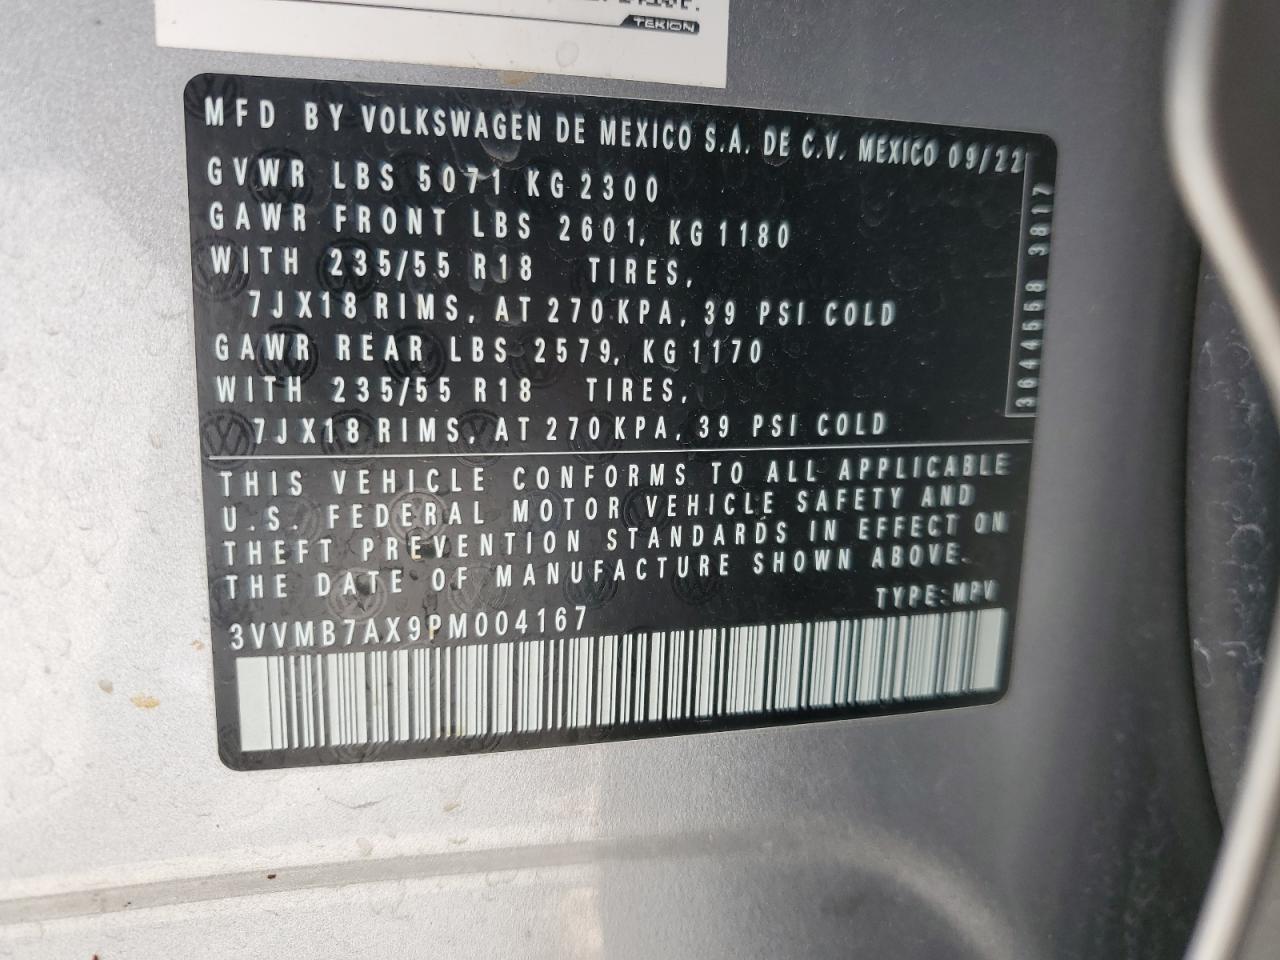 TEKION
MFD BY VOLKSWAGEN DE MEXICO S.A. DE C.V. MEXICO 09/22
GVWR LBS 5071 KG 2300
GAWR FRONT LBS 2601, KG 1180
WITH 235/55 R18 TIRES,
7JX18 RIMS, AT 270 KPA, 39 PSI COLD
GAWR REAR LBS 2579, KG 1170
WITH 235/55 R18 TIRES,
7JX18 RIMS, AT 270 KPA, 39 PSI COLD
3644568 3817
THIS VEHICLE CONFORMS TO ALL APPLICABLE
U.S. FEDERAL MOTOR VEHICLE SAFETY AND
THEFT PREVENTION STANDARDS IN EFFECT ON
THE DATE OF MANUFACTURE SHOWN ABOVE.
TYPE: MPV
3VVMB7AX9PM004167